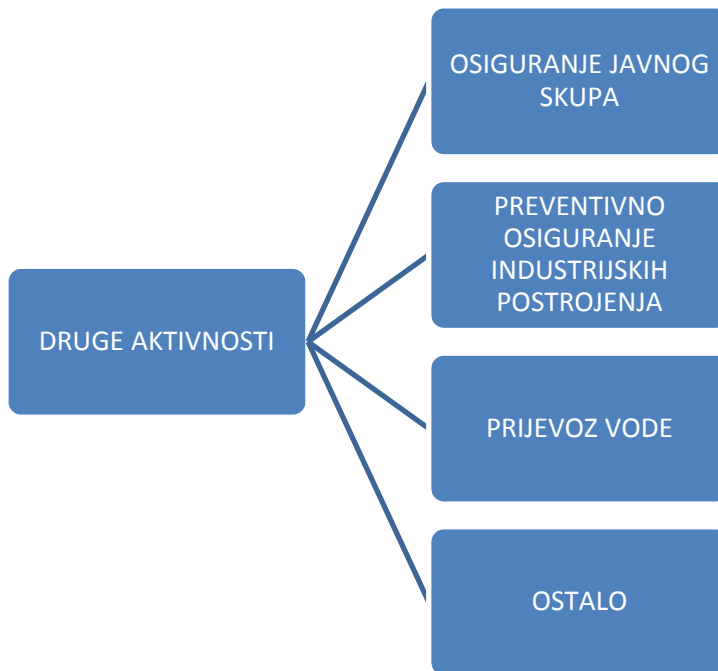 DRUGE AKTIVNOSTI
OSIGURANJE JAVNOG
SKUPA
PREVENTIVNO
OSIGURANJE
INDUSTRIJSKIH
POSTROJENJA
PRIJEVOZ VODE
OSTALO